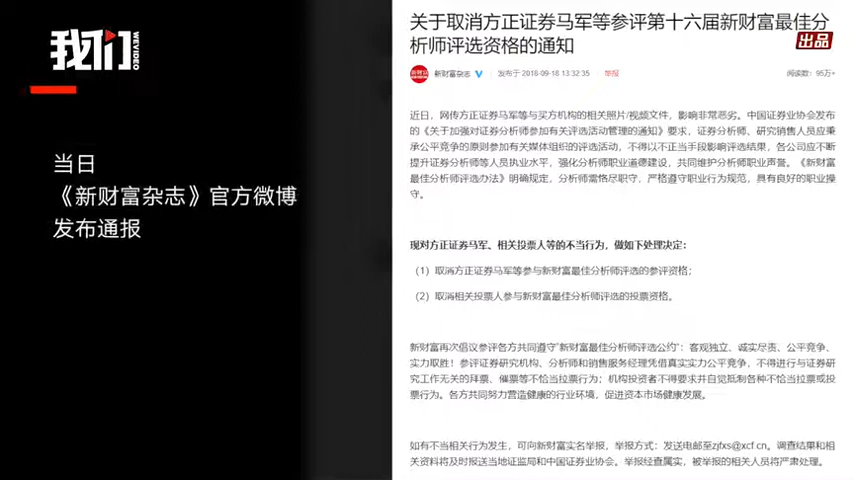 我们
WEVIDEO
当日
《新财富杂志》官方微博
发布通报
关于取消方正证券马军等参评第十六届新财富最佳分
析师评选资格的通知
出品
新财富杂志 发布于 2018-09-18 13:32:35 举报 阅读数：95万+
近日，网传方正证券马军等与买方机构的相关照片/视频文件，影响非常恶劣。中国证券业协会发布
的《关于加强对证券分析师参加有关评选活动管理的通知》要求，证券分析师、研究销售人员应秉
承公平竞争的原则参加有关媒体组织的评选活动，不得以不正当手段影响评选结果，各公司应不断
提升证券分析师等人员执业水平，强化分析师职业道德建设，共同维护分析师职业声誉。《新财富
最佳分析师评选办法》明确规定，分析师需恪尽职守，严格遵守职业行为规范，具有良好的职业操
守。
现对方正证券马军、相关投票人等的不当行为，做如下处理决定：
（1）取消方正证券马军等参与新财富最佳分析师评选的参评资格；
（2）取消相关投票人参与新财富最佳分析师评选的投票资格。
新财富再次倡议参评各方共同遵守"新财富最佳分析师评选公约"：客观独立、诚实尽责、公平竞争、
实力取胜！参评证券研究机构、分析师和销售服务经理凭借真实实力公平竞争，不得进行与证券研
究工作无关的拜票、催票等不恰当拉票行为；机构投资者不得要求并自觉抵制各种不恰当拉票或投
票行为。各方共同努力营造健康的行业环境，促进资本市场健康发展。
如有不当相关行为发生，可向新财富实名举报，举报方式：发送电邮至zjfxs@xcf.cn。调查结果和相
关资料将及时报送当地证监局和中国证券业协会。举报经查属实，被举报的相关人员将严肃处理。